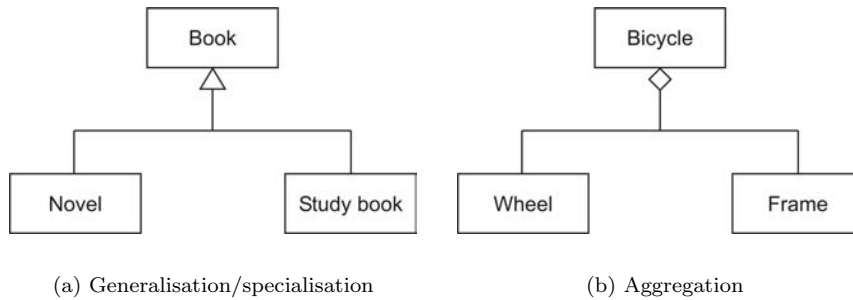 Book
Bicycle
Novel
Study book
Wheel
Frame
(a) Generalisation/specialisation
(b) Aggregation